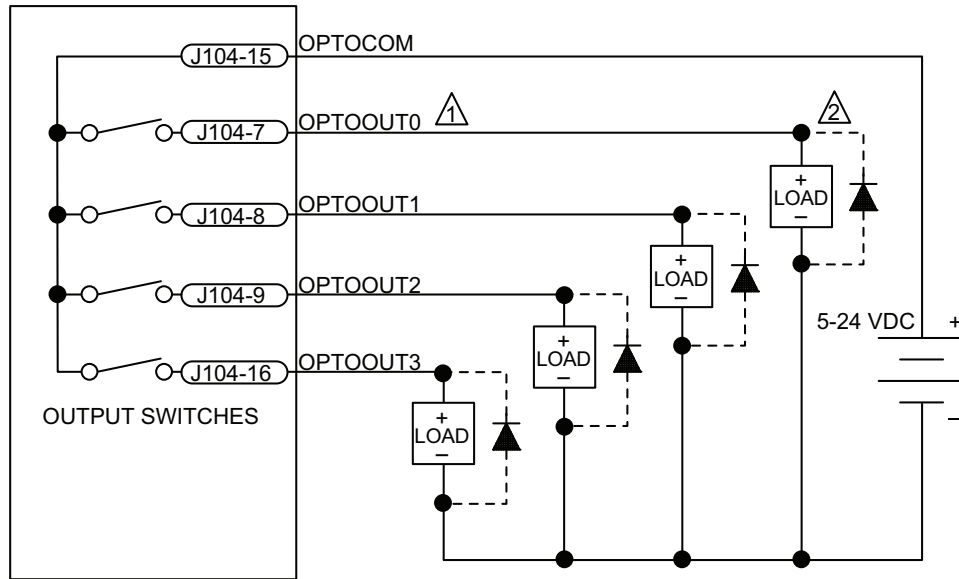 J104-15 OPTOCOM
J104-7 OPTOOUT0 1 2
+
LOAD
–
J104-8 OPTOOUT1
+
LOAD
–
J104-9 OPTOOUT2
5-24 VDC +
+
LOAD
–
J104-16 OPTOOUT3
OUTPUT SWITCHES
+
LOAD
–
–